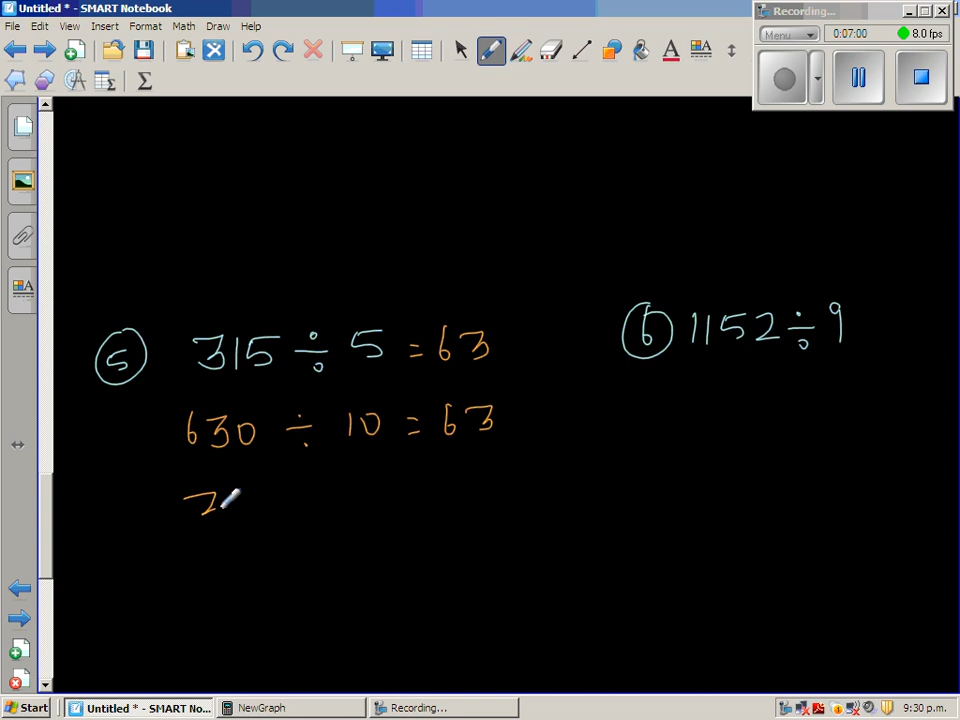 Untitled * - SMART Notebook
File Edit View Insert Format Math Draw Help
Recording...
Menu 0:07:00 8.0 fps
5 315 ÷ 5 = 63
6 1152 ÷ 9
630 ÷ 10 = 63
Start Untitled * - SMART No... NewGraph Recording... 9:30 p.m.